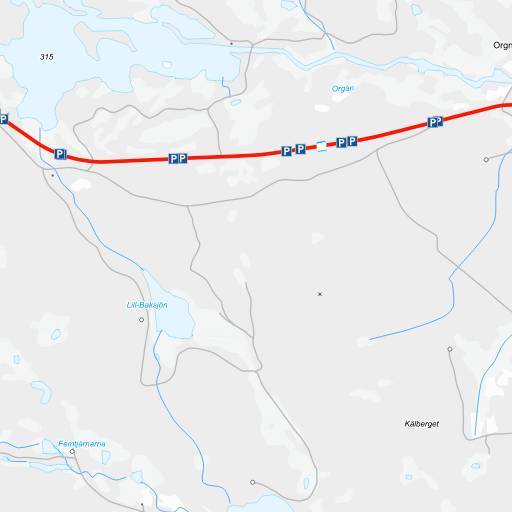 315
Orgn
Orgån
P
P
P P
P P
P P
P P
Lill-Baksjön
Kälberget
Femtjärnarna